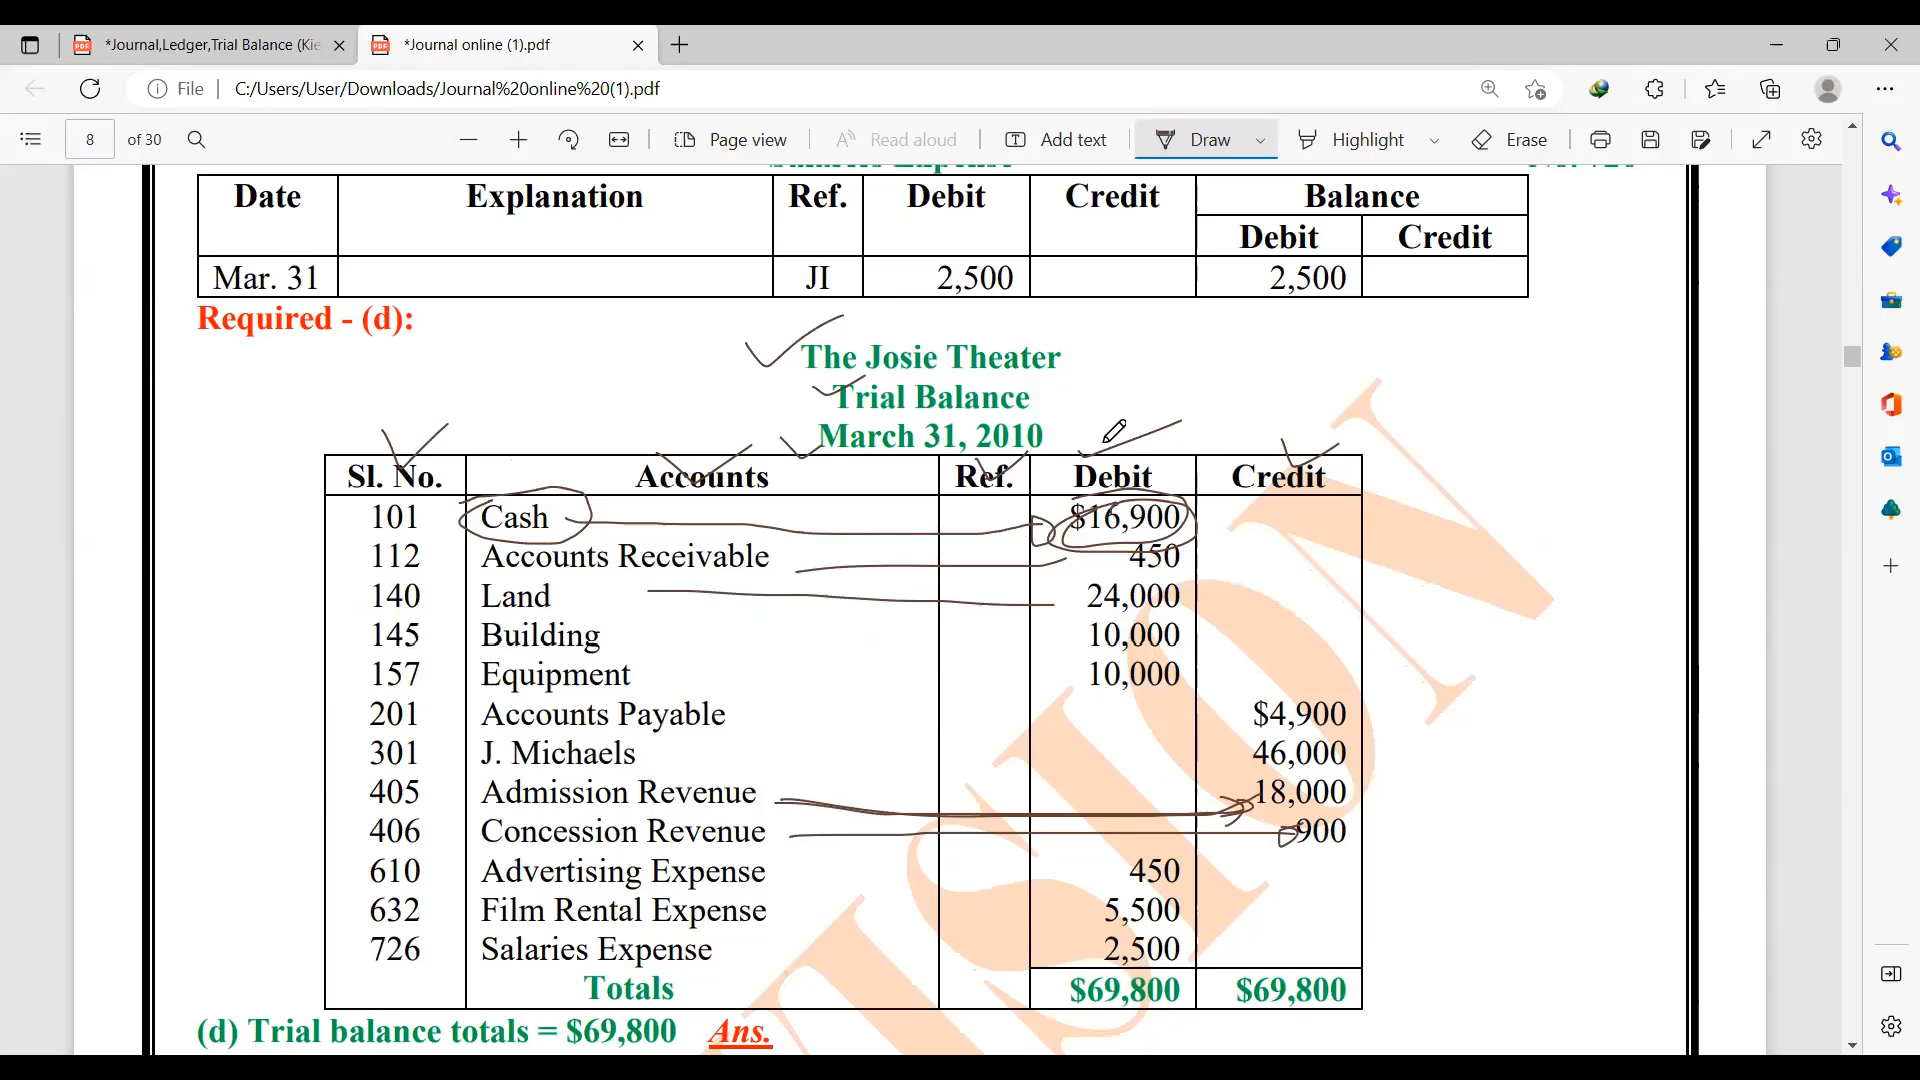 *Journal,Ledger,Trial Balance (Kie
*Journal online (1).pdf
File
C:/Users/User/Downloads/Journal%20online%20(1).pdf
8 of 30
Page view
Read aloud
Add text
Draw
Highlight
Erase
Date Explanation Ref. Debit Credit Balance
Debit Credit
Mar. 31 JI 2,500 2,500
Required - (d):
The Josie Theater
Trial Balance
March 31, 2010
Sl. No. Accounts Ref. Debit Credit
101 Cash $16,900
112 Accounts Receivable 450
140 Land 24,000
145 Building 10,000
157 Equipment 10,000
201 Accounts Payable $4,900
301 J. Michaels 46,000
405 Admission Revenue 18,000
406 Concession Revenue 900
610 Advertising Expense 450
632 Film Rental Expense 5,500
726 Salaries Expense 2,500
Totals $69,800 $69,800
(d) Trial balance totals = $69,800 Ans.
VISION